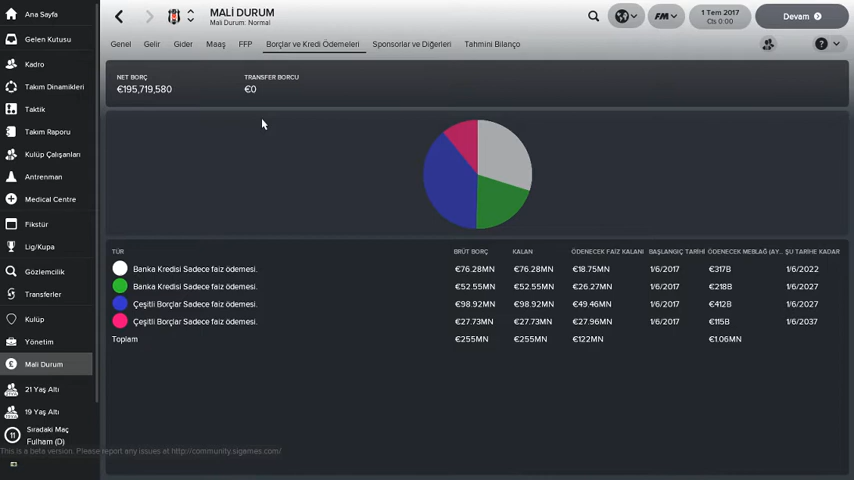 Ana Sayfa
Gelen Kutusu
Kadro
Takım Dinamikleri
Taktik
Takım Raporu
Kulüp Çalışanları
Antrenman
Medical Centre
Fikstür
Lig/Kupa
Gözlemcilik
Transferler
Kulüp
Yönetim
Mali Durum
21 Yaş Altı
19 Yaş Altı
11
Sıradaki Maç
Fulham (D)
MALİ DURUM
Mali Durum: Normal
FM
1 Tem 2017
Cts 0:00
Devam
Genel Gelir Gider Maaş FFP Borçlar ve Kredi Ödemeleri Sponsorlar ve Diğerleri Tahmini Bilanço
?
NET BORÇ TRANSFER BORCU
€195,719,580 €0
TÜR BRÜT BORÇ KALAN ÖDENECEK FAİZ KALANI BAŞLANGIÇ TARİHİ ÖDENECEK MEBLAĞ (AY... ŞU TARİHE KADAR
Banka Kredisi Sadece faiz ödemesi. €76.28MN €76.28MN €18.75MN 1/6/2017 €317B 1/6/2022
Banka Kredisi Sadece faiz ödemesi. €52.55MN €52.55MN €26.27MN 1/6/2017 €218B 1/6/2027
Çeşitli Borçlar Sadece faiz ödemesi. €98.92MN €98.92MN €49.46MN 1/6/2017 €412B 1/6/2027
Çeşitli Borçlar Sadece faiz ödemesi. €27.73MN €27.73MN €27.96MN 1/6/2017 €115B 1/6/2037
Toplam €255MN €255MN €122MN €1.06MN
This is a beta version. Please report any issues at http://community.sigames.com/